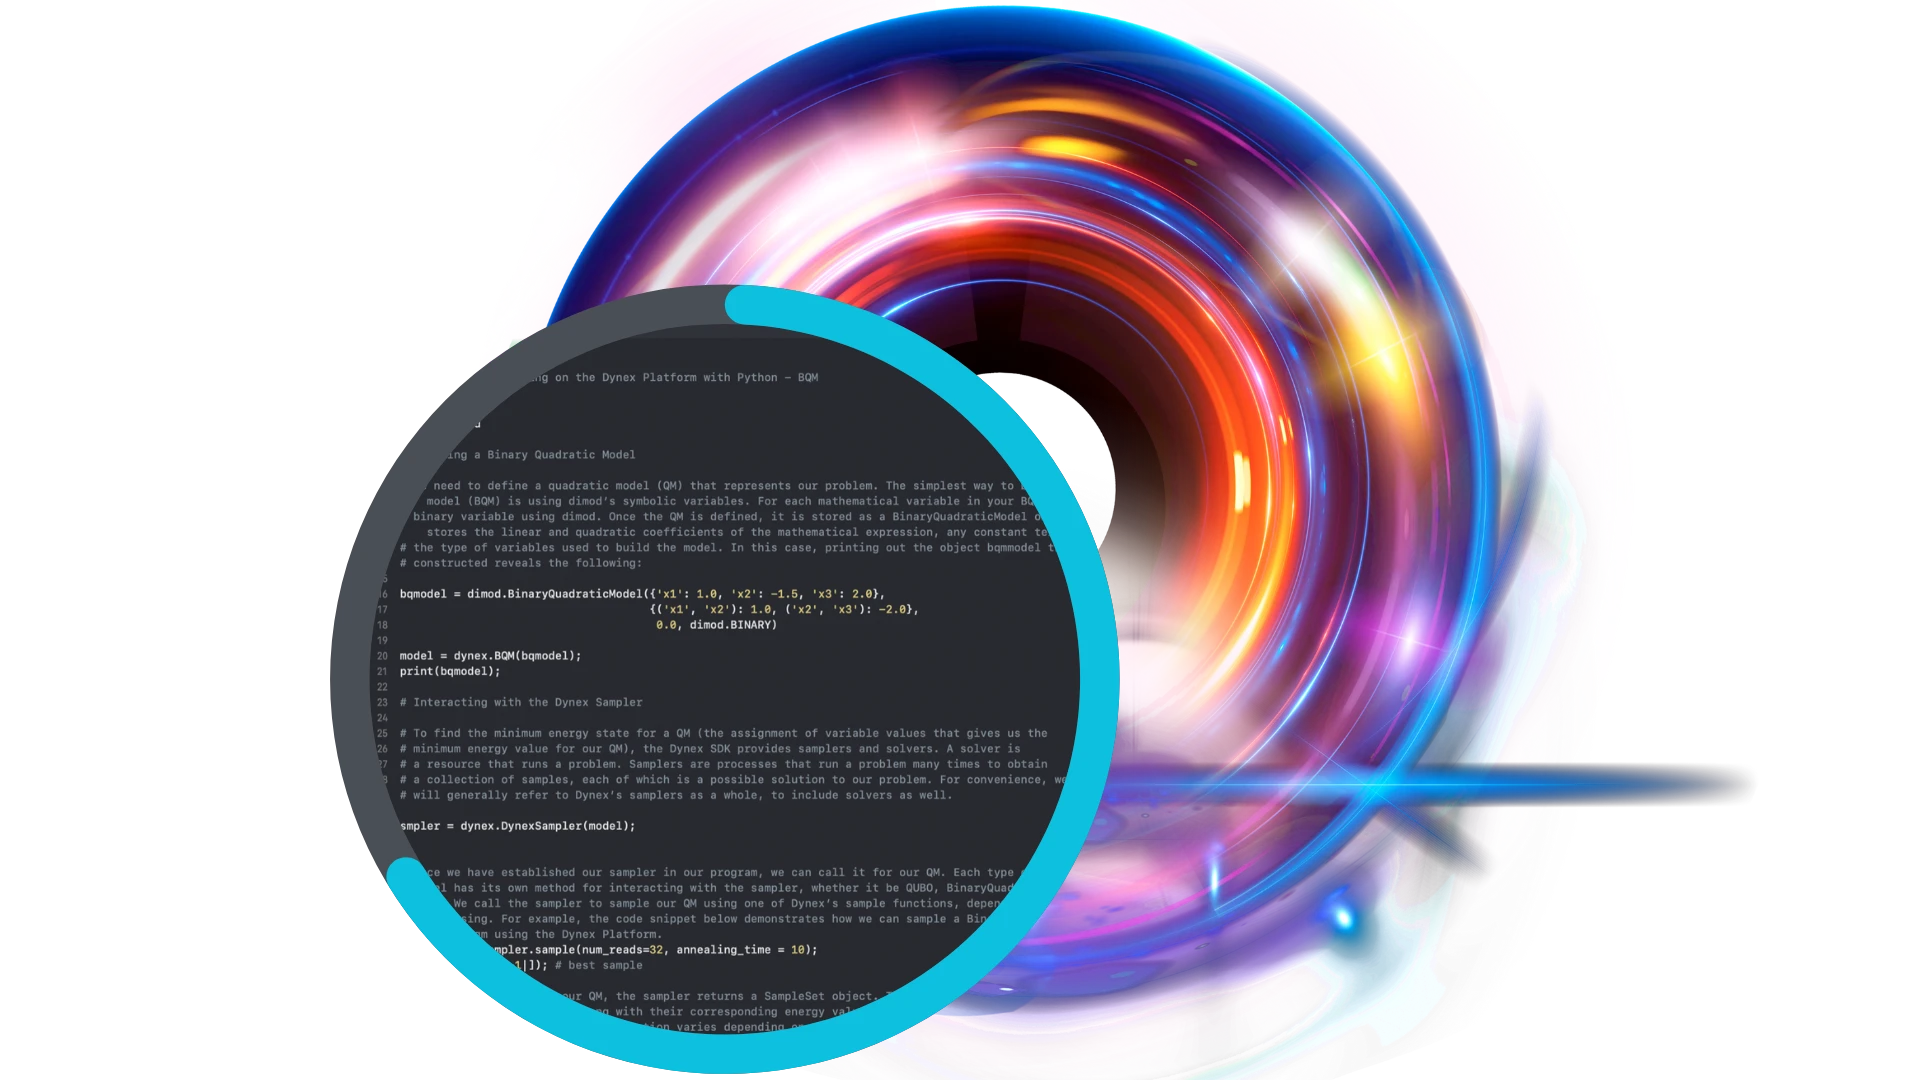 ng on the Dynex Platform with Python – BQM
ing a Binary Quadratic Model
need to define a quadratic model (QM) that represents our problem. The simplest way to
model (BQM) is using dimod's symbolic variables. For each mathematical variable in your BQ
binary variable using dimod. Once the QM is defined, it is stored as a BinaryQuadraticModel o
stores the linear and quadratic coefficients of the mathematical expression, any constant te
# the type of variables used to build the model. In this case, printing out the object bqmmodel t
# constructed reveals the following:
16 bqmodel = dimod.BinaryQuadraticModel({'x1': 1.0, 'x2': -1.5, 'x3': 2.0},
17 {('x1', 'x2'): 1.0, ('x2', 'x3'): -2.0},
18 0.0, dimod.BINARY)
19
20 model = dynex.BQM(bqmodel);
21 print(bqmodel);
22
23 # Interacting with the Dynex Sampler
24
25 # To find the minimum energy state for a QM (the assignment of variable values that gives us the
26 # minimum energy value for our QM), the Dynex SDK provides samplers and solvers. A solver is
27 # a resource that runs a problem. Samplers are processes that run a problem many times to obtain
8 # a collection of samples, each of which is a possible solution to our problem. For convenience, we
# will generally refer to Dynex's samplers as a whole, to include solvers as well.
smpler = dynex.DynexSampler(model);
ce we have established our sampler in our program, we can call it for our QM. Each type
l has its own method for interacting with the sampler, whether it be QUBO, BinaryQuad
We call the sampler to sample our QM using one of Dynex's sample functions, depen
sing. For example, the code snippet below demonstrates how we can sample a Bin
m using the Dynex Platform.
mpler.sample(num_reads=32, annealing_time = 10);
1|]); # best sample
our QM, the sampler returns a SampleSet object.
with their corresponding energy val
ion varies depending on